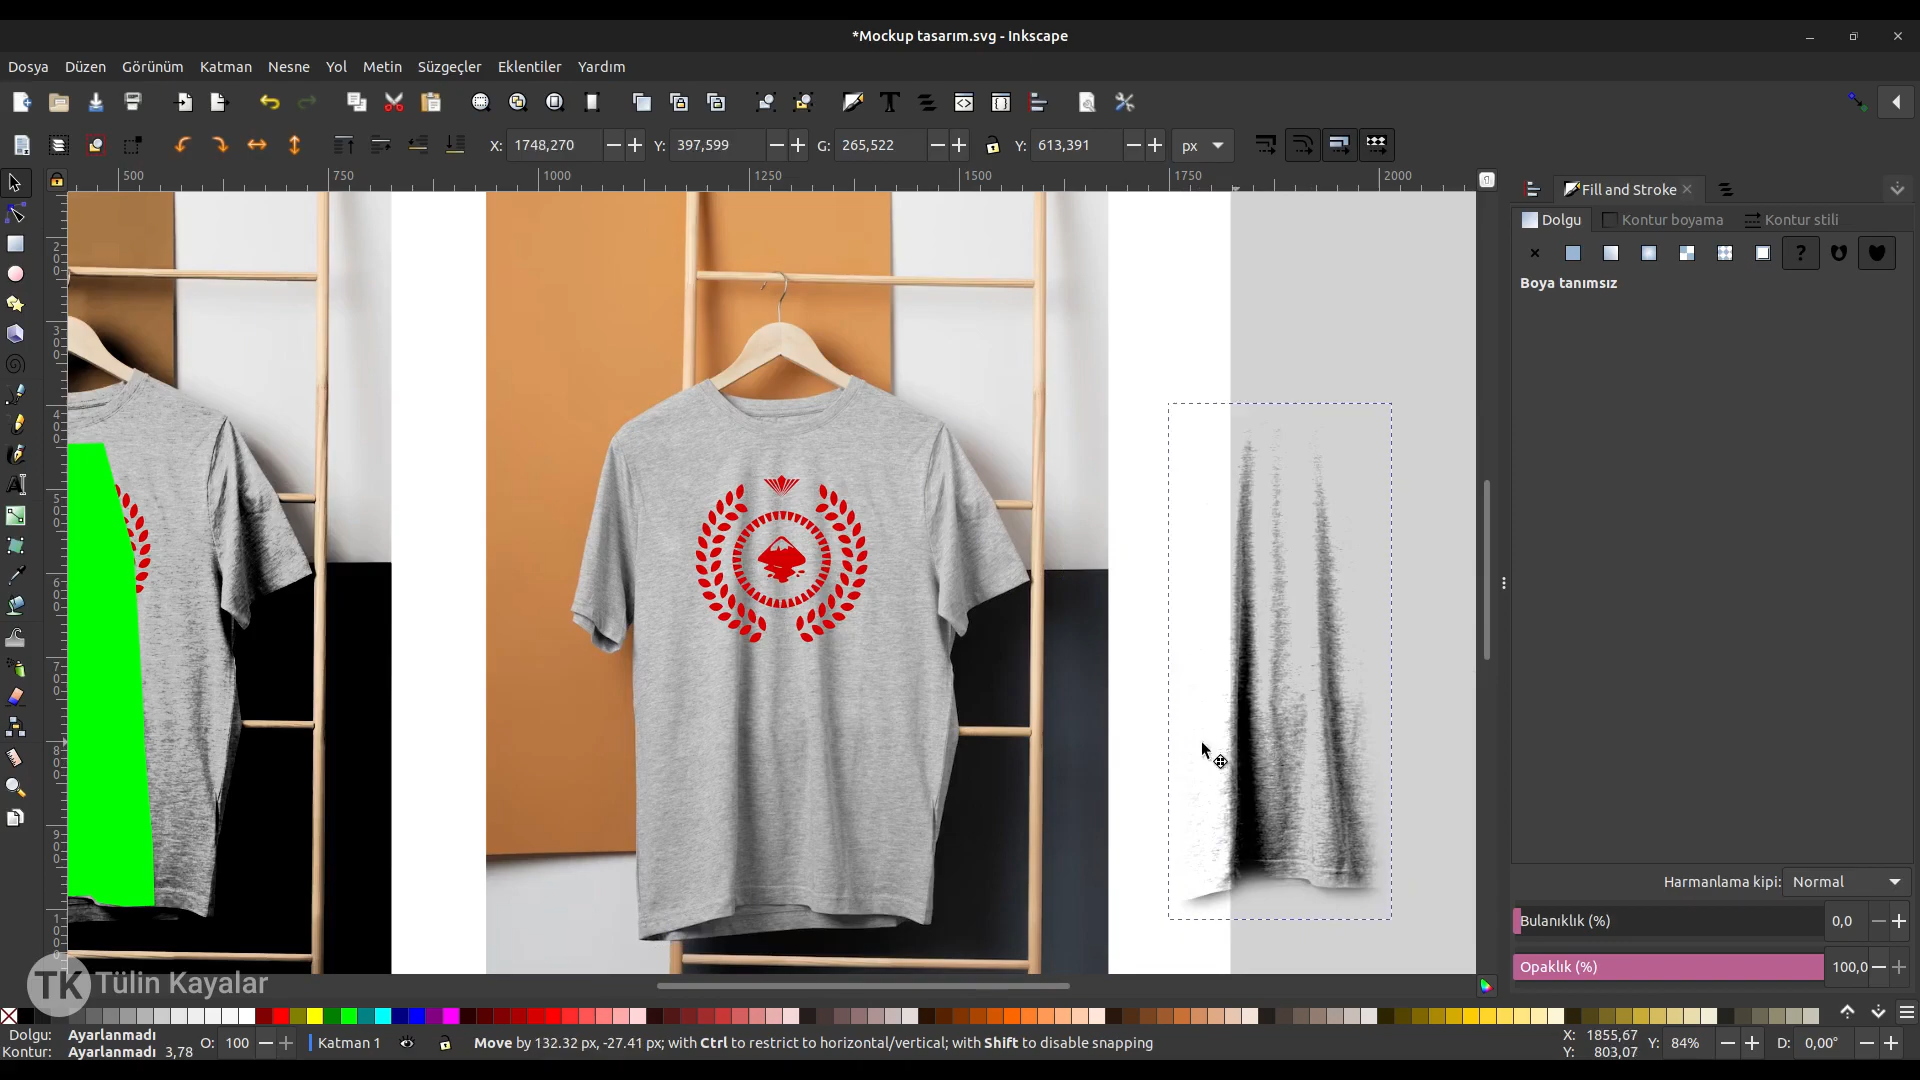 *Mockup tasarım.svg - Inkscape
Dosya Düzen Görünüm Katman Nesne Yol Metin Süzgeçler Eklentiler Yardım
X: 1748,270 Y: 397,599 G: 265,522 Y: 613,391 px
500 750 1000 1250 1500 1750 2000
Fill and Stroke
Dolgu Kontur boyama Kontur stili
Boya tanımsız
Harmanlama kipi: Normal
Bulanıklık (%) 0,0
Opaklık (%) 100,0
TK Tülin Kayalar
Dolgu: Ayarlanmadı
Kontur: Ayarlanmadı 3,78
O: 100
Katman 1
Move by 132.32 px, -27.41 px; with Ctrl to restrict to horizontal/vertical; with Shift to disable snapping
X: 1855,67
Y: 803,07
Y: 84%
D: 0,00°